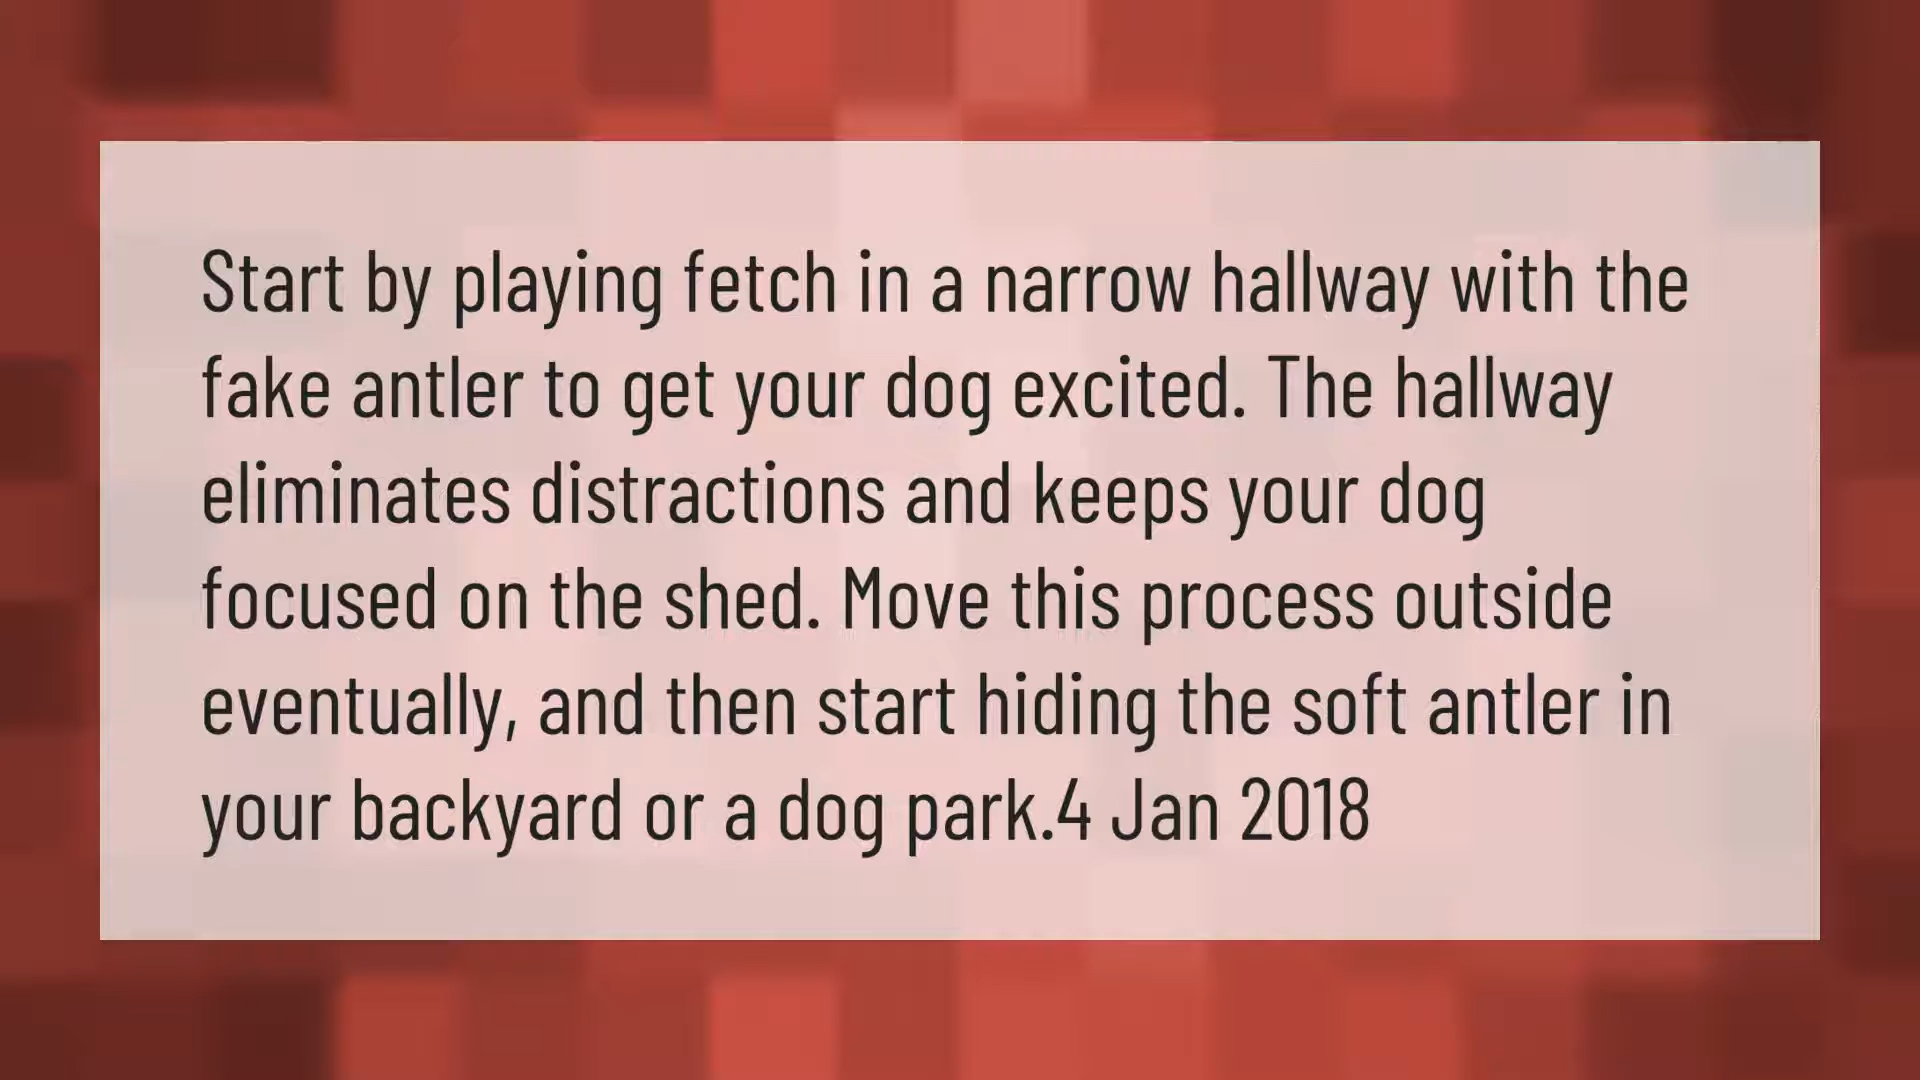 Start by playing fetch in a narrow hallway with the
fake antler to get your dog excited. The hallway
eliminates distractions and keeps your dog
focused on the shed. Move this process outside
eventually, and then start hiding the soft antler in
your backyard or a dog park.4 Jan 2018